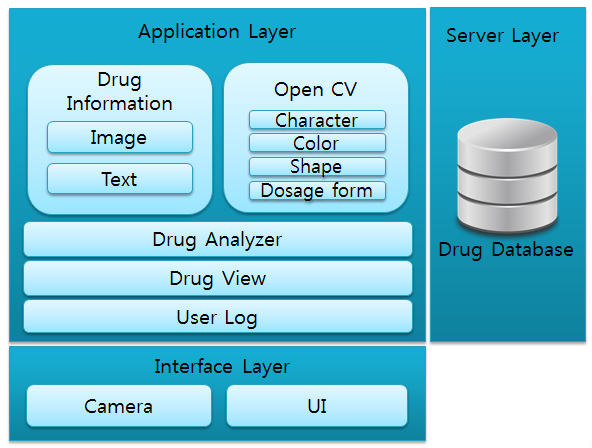 Application Layer
Drug
Information
Image
Text
Open CV
Character
Color
Shape
Dosage form
Drug Analyzer
Drug View
User Log
Server Layer
Drug Database
Interface Layer
Camera
UI